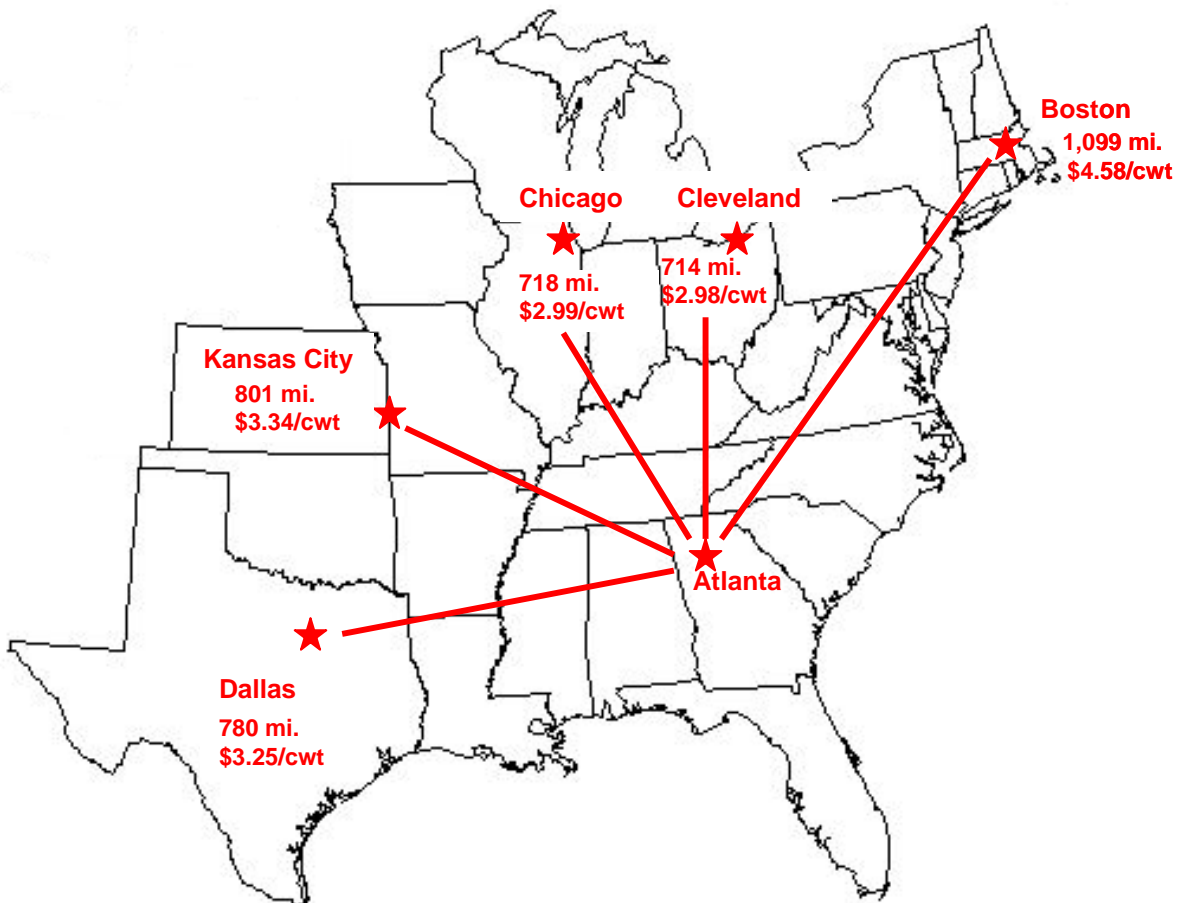 Boston
1,099 mi.
$4.58/cwt
Chicago
718 mi.
$2.99/cwt
Cleveland
714 mi.
$2.98/cwt
Kansas City
801 mi.
$3.34/cwt
Atlanta
Dallas
780 mi.
$3.25/cwt